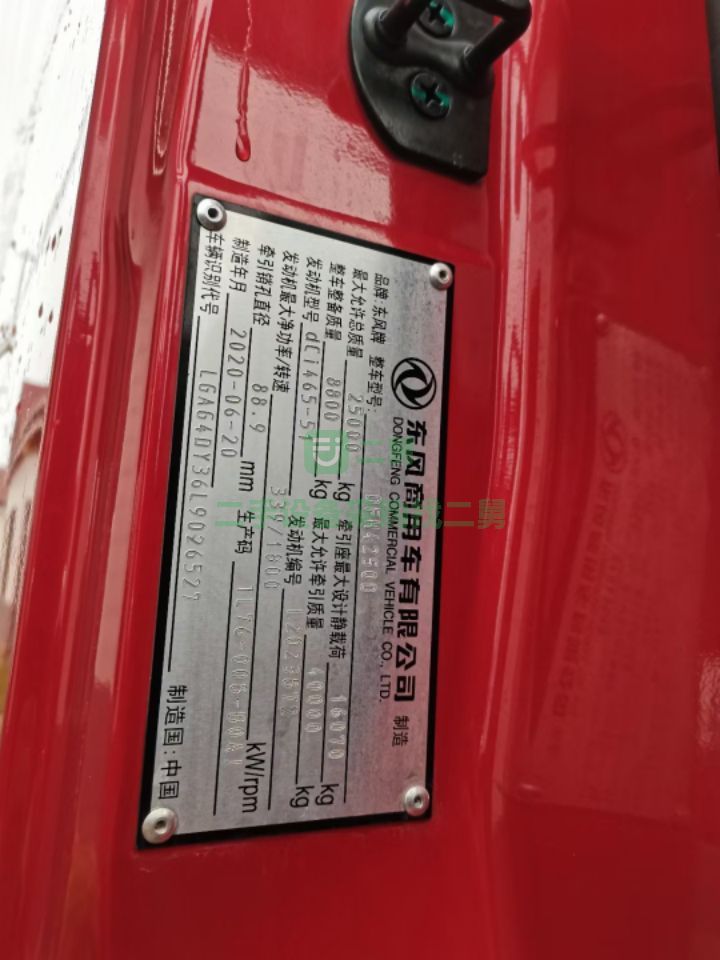 东风商用车有限公司 制造
DONGFENG COMMERCIAL VEHICLE CO., LTD.
品牌:东风牌 整车型号:
最大允许总质量 25000 kg 牵引座最大设计静载荷 16010 kg
整车整备质量 8800 kg 最大允许牵引质量 40000 kg
发动机型号 dCi465-51 发动机编号
发动机最大净功率/转速 339/1800 kW/rpm
牵引销孔直径 88.9 mm 生产码
制造年月 2020-06-20
车辆识别代号 LGAG4DY36L9026527 制造国:中国